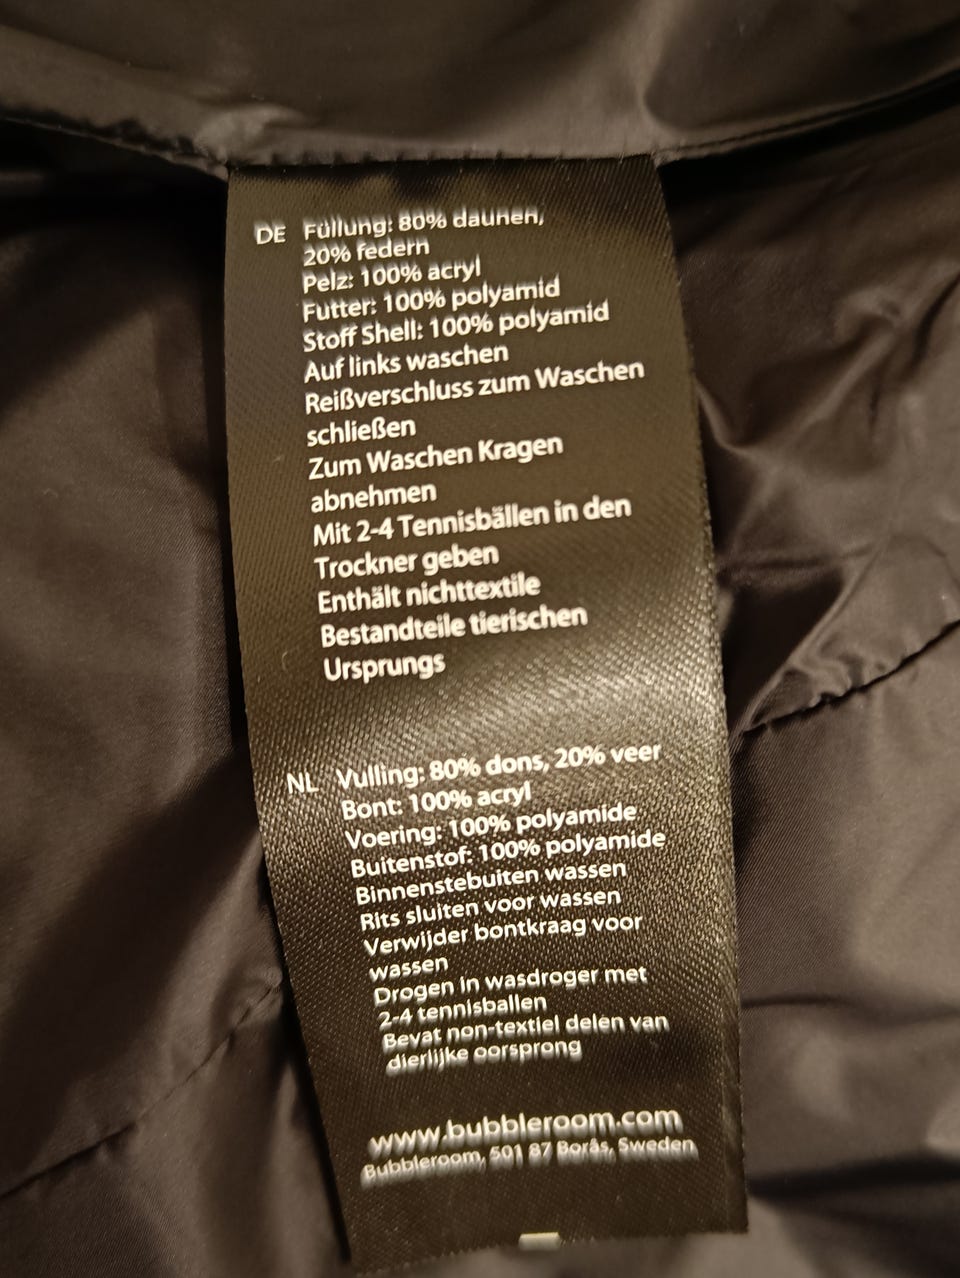 DE Füllung: 80% daunen,
20% federn
Pelz: 100% acryl
Futter: 100% polyamid
Stoff Shell: 100% polyamid
Auf links waschen
Reißverschluss zum Waschen
schließen
Zum Waschen Kragen
abnehmen
Mit 2-4 Tennisbällen in den
Trockner geben
Enthält nichttextile
Bestandteile tierischen
Ursprungs
NL Vulling: 80% dons, 20% veer
Bont: 100% acryl
Voering: 100% polyamide
Buitenstof: 100% polyamide
Binnenstebuiten wassen
Rits sluiten voor wassen
Verwijder bontkraag voor
wassen
Drogen in wasdroger met
2-4 tennisballen
Bevat non-textiel delen van
dierlijke oorsprong
www.bubbleroom.com
Bubbleroom, 501 87 Borås, Sweden